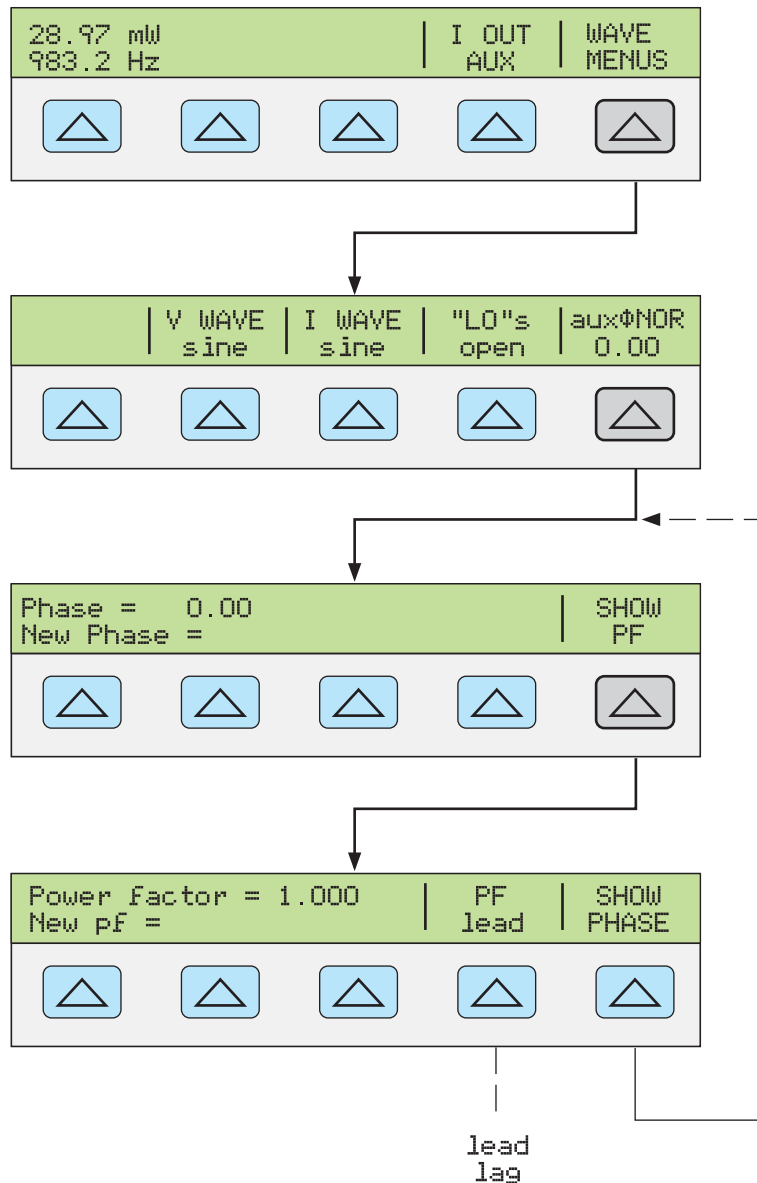 28.97 mW | I OUT | WAVE
983.2 Hz | AUX | MENUS
| V WAVE | I WAVE | "LO"s | auxΦNOR
| sine | sine | open | 0.00
Phase = 0.00 | SHOW
New Phase = | PF
Power factor = 1.000 | PF | SHOW
New pf = | lead | PHASE
lead
lag